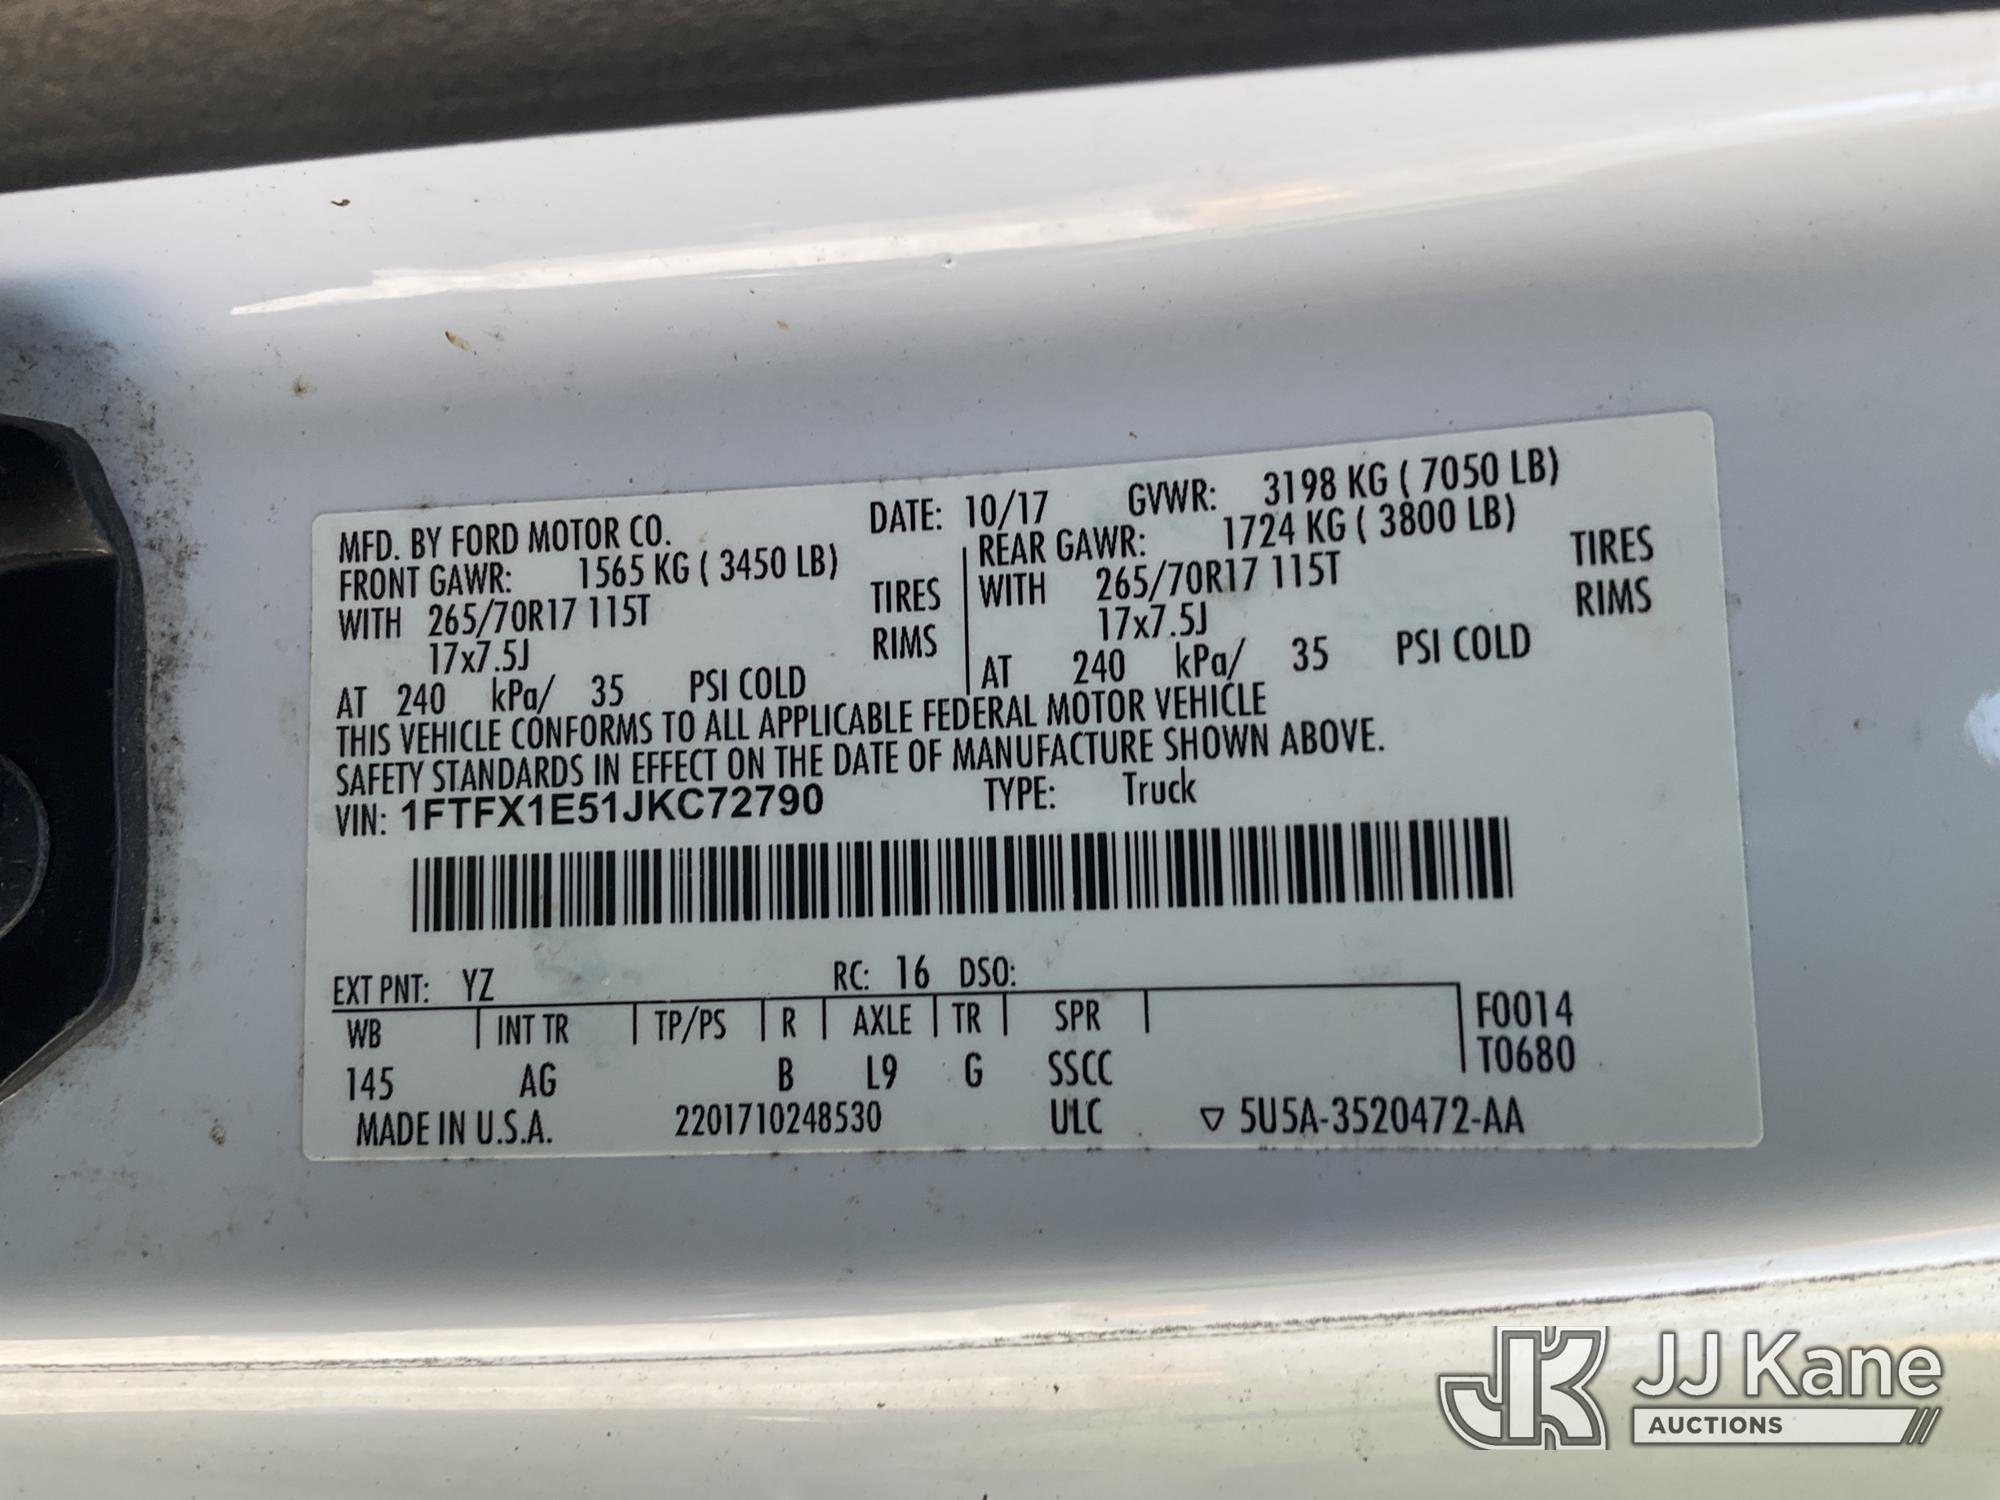 MFD. BY FORD MOTOR CO. DATE: 10/17 GVWR: 3198 KG ( 7050 LB)
FRONT GAWR: 1565 KG ( 3450 LB) REAR GAWR: 1724 KG ( 3800 LB)
WITH 265/70R17 115T TIRES WITH 265/70R17 115T TIRES
17x7.5J RIMS 17x7.5J RIMS
AT 240 kPa/ 35 PSI COLD AT 240 kPa/ 35 PSI COLD
THIS VEHICLE CONFORMS TO ALL APPLICABLE FEDERAL MOTOR VEHICLE
SAFETY STANDARDS IN EFFECT ON THE DATE OF MANUFACTURE SHOWN ABOVE.
VIN: 1FTFX1E51JKC72790 TYPE: Truck
EXT PNT: YZ RC: 16 DSO:
WB INT TR TP/PS R AXLE TR SPR F0014
145 AG B L9 G SSCC T0680
MADE IN U.S.A. 2201710248530 ULC ▽ 5U5A-3520472-AA
JK JJ Kane
AUCTIONS